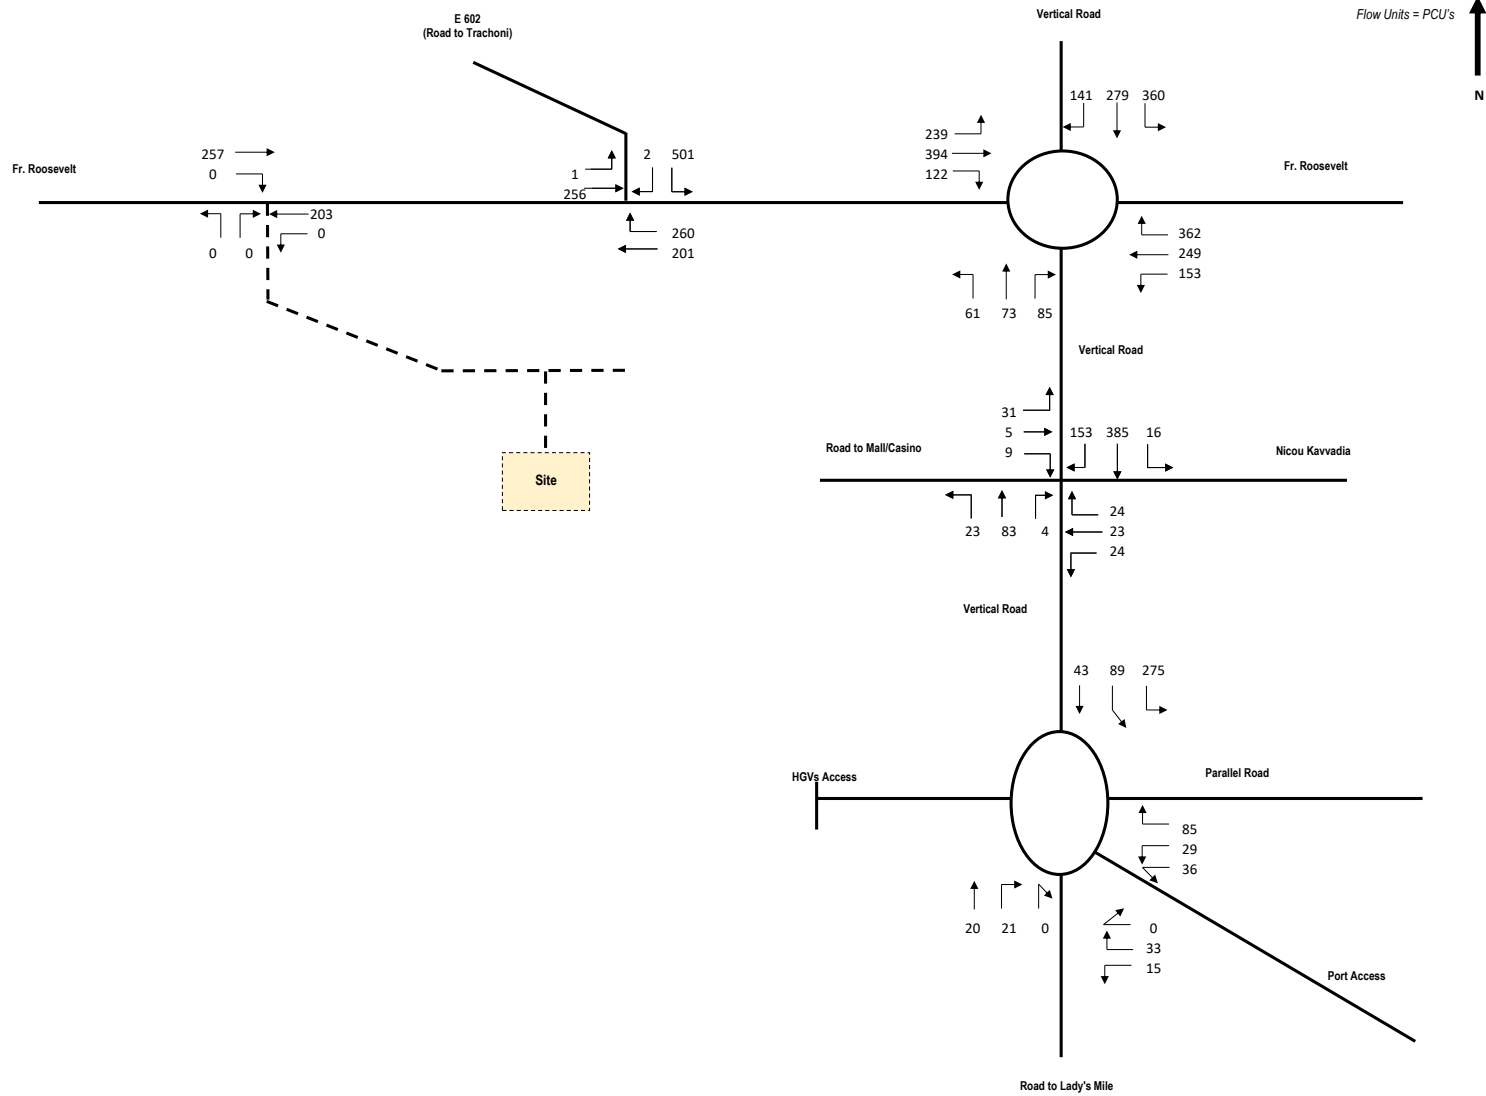 Vertical Road
Flow Units = PCU's
E 602
(Road to Trachoni)
N
141 279 360
239
394
122
257
0
1
256
2 501
Fr. Roosevelt
Fr. Roosevelt
203
0
0 0
260
201
362
249
153
61 73 85
Vertical Road
31
5
9
153 385 16
Road to Mall/Casino
Nicou Kavvadia
Site
23 83 4
24
23
24
Vertical Road
43 89 275
HGVs Access
Parallel Road
85
29
36
20 21 0
0
33
15
Port Access
Road to Lady's Mile